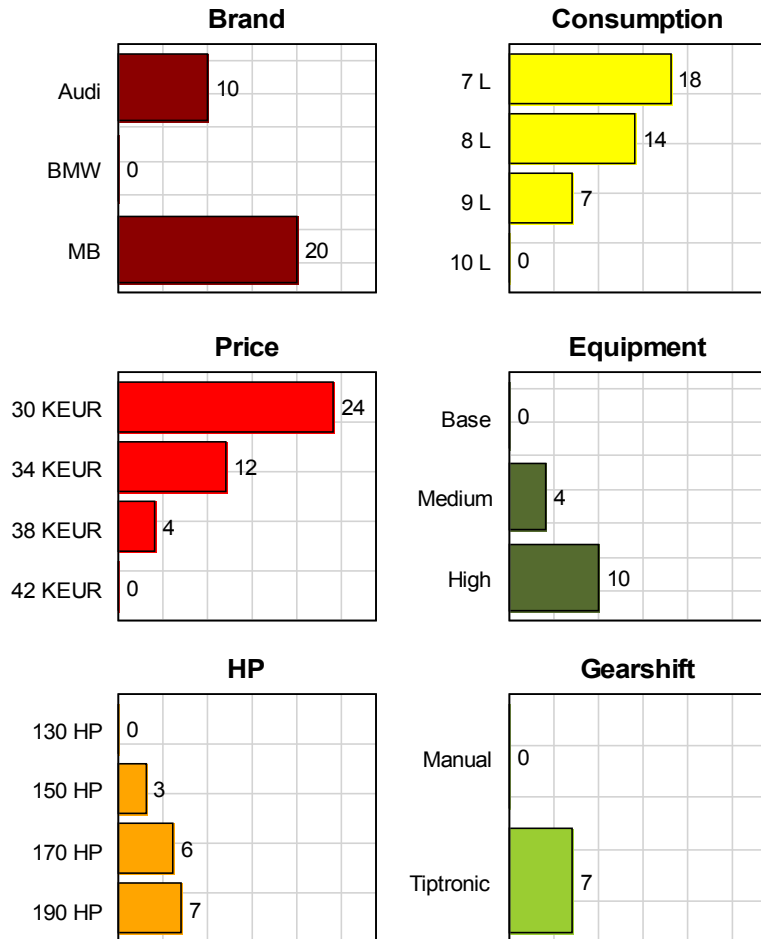 Brand
Audi 10
BMW 0
MB 20
Consumption
7 L 18
8 L 14
9 L 7
10 L 0
Price
30 KEUR 24
34 KEUR 12
38 KEUR 4
42 KEUR 0
Equipment
Base 0
Medium 4
High 10
HP
130 HP 0
150 HP 3
170 HP 6
190 HP 7
Gearshift
Manual 0
Tiptronic 7